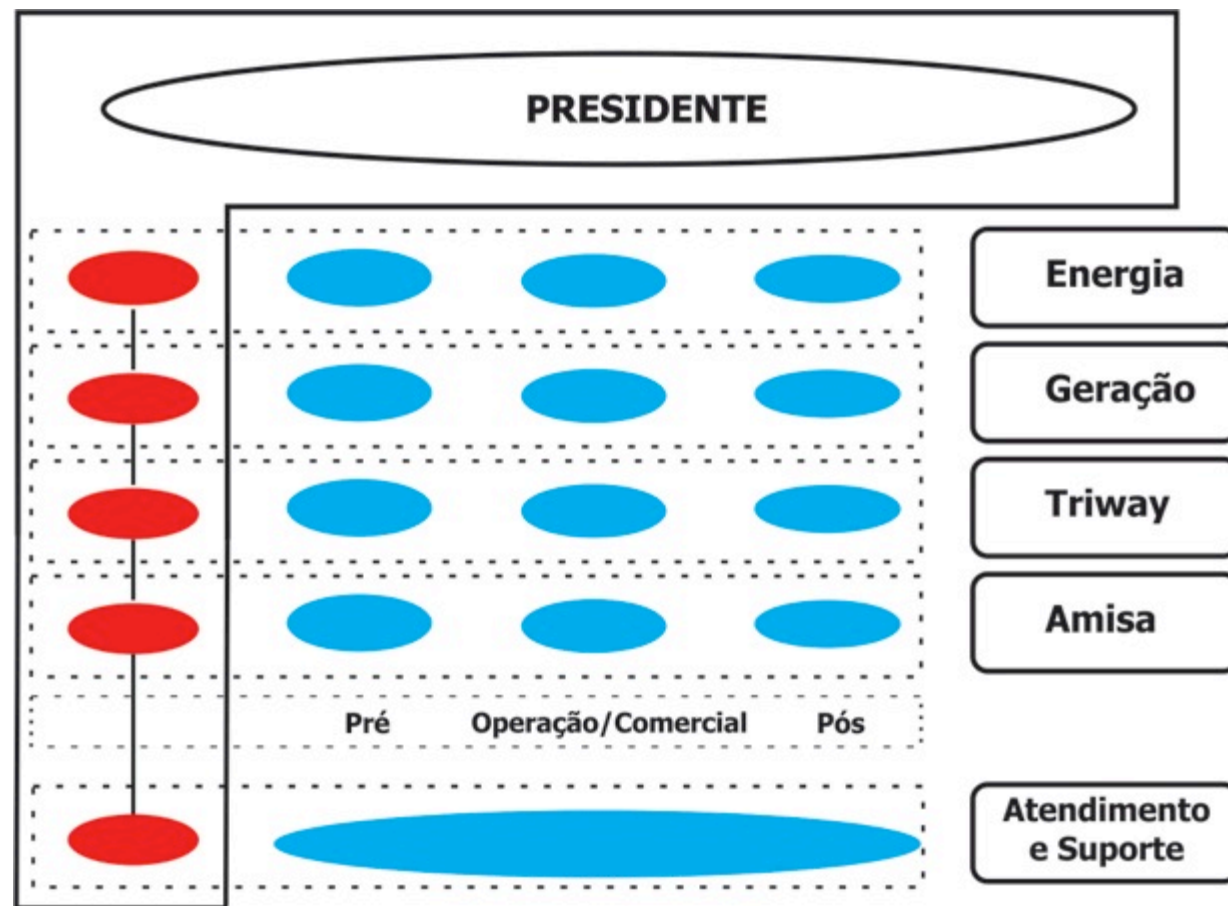 PRESIDENTE
Energia
Geração
Triway
Amisa
Pré Operação/Comercial Pós
Atendimento
e Suporte